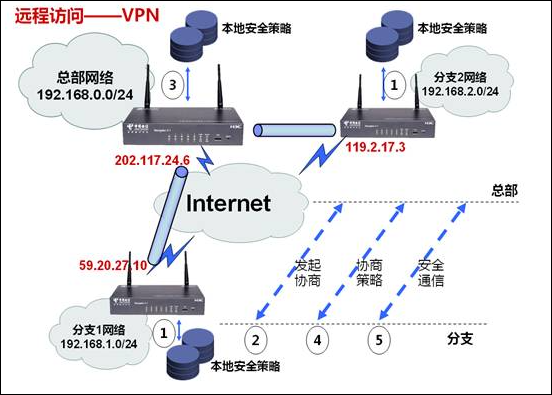 远程访问——VPN
本地安全策略
本地安全策略
总部网络
192.168.0.0/24
3
1
分支2网络
192.168.2.0/24
H3C
202.117.24.6
119.2.17.3
Internet
总部
59.20.27.10
发起
协商
协商
策略
安全
通信
分支1网络
192.168.1.0/24
1
2
4
5
分支
本地安全策略